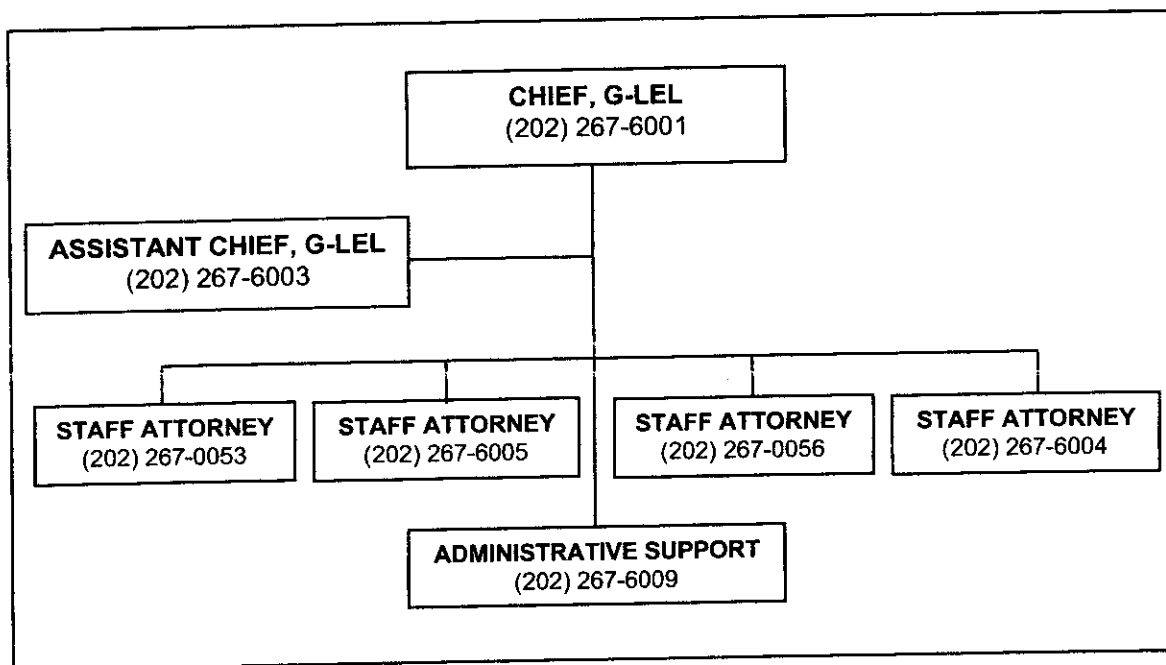 CHIEF, G-LEL
(202) 267-6001
ASSISTANT CHIEF, G-LEL
(202) 267-6003
STAFF ATTORNEY
(202) 267-0053
STAFF ATTORNEY
(202) 267-6005
STAFF ATTORNEY
(202) 267-0056
STAFF ATTORNEY
(202) 267-6004
ADMINISTRATIVE SUPPORT
(202) 267-6009